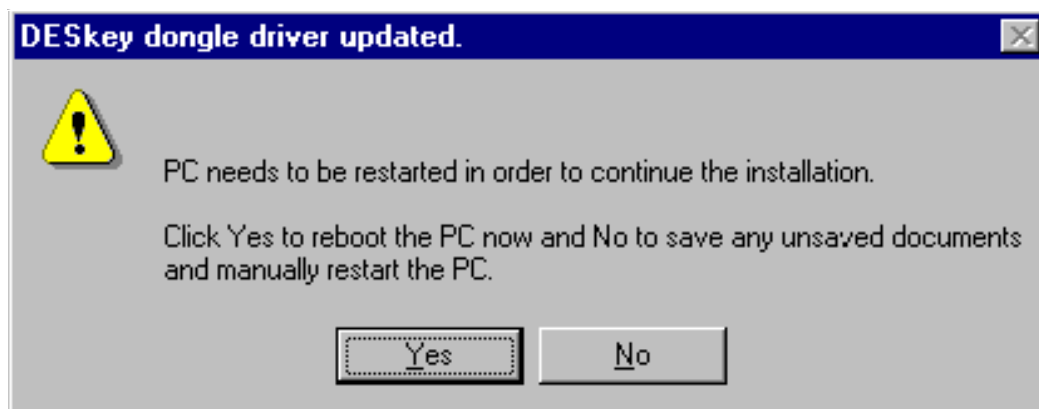 DESkey dongle driver updated.
PC needs to be restarted in order to continue the installation.
Click Yes to reboot the PC now and No to save any unsaved documents
and manually restart the PC.
Yes
No